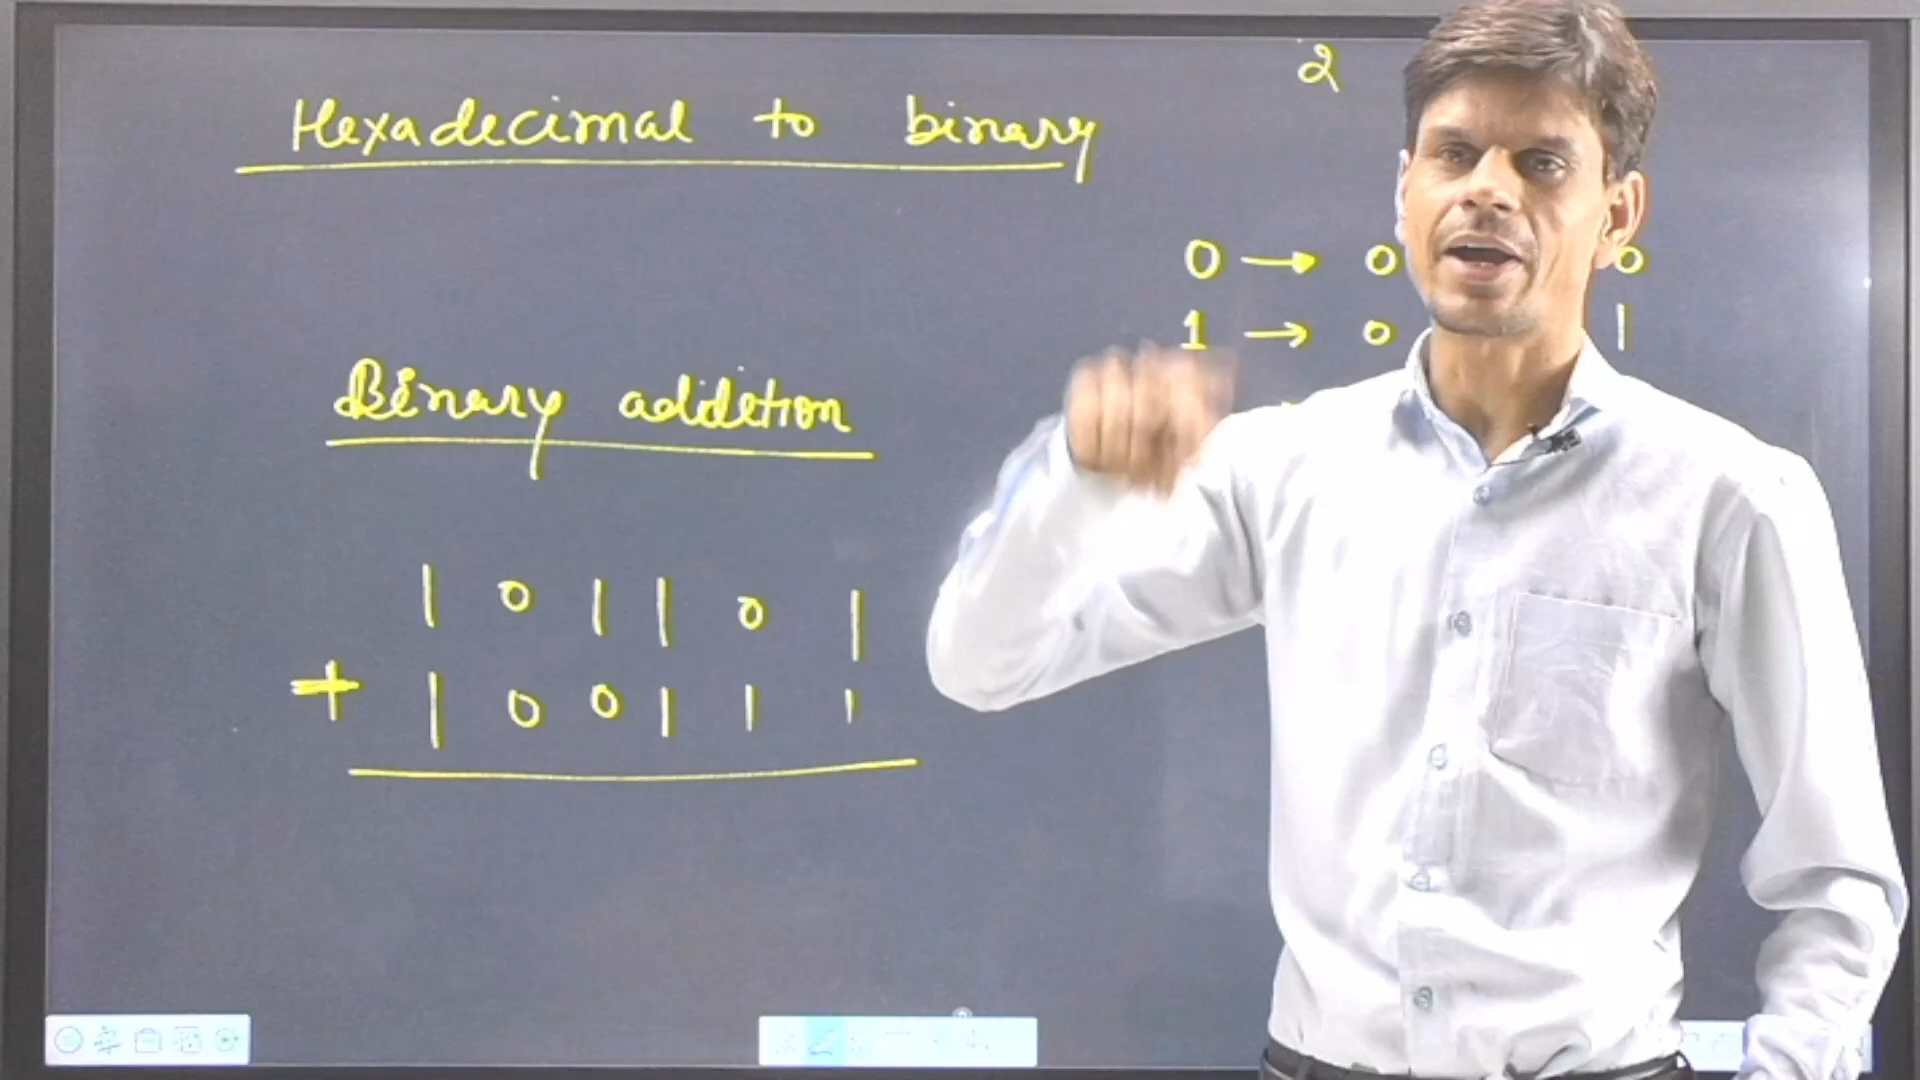 2
Hexadecimal to binary
0 → 0 0
1 → 0 1
Binary addition
1 0 1 1 0 1
+ 1 0 0 1 1 1